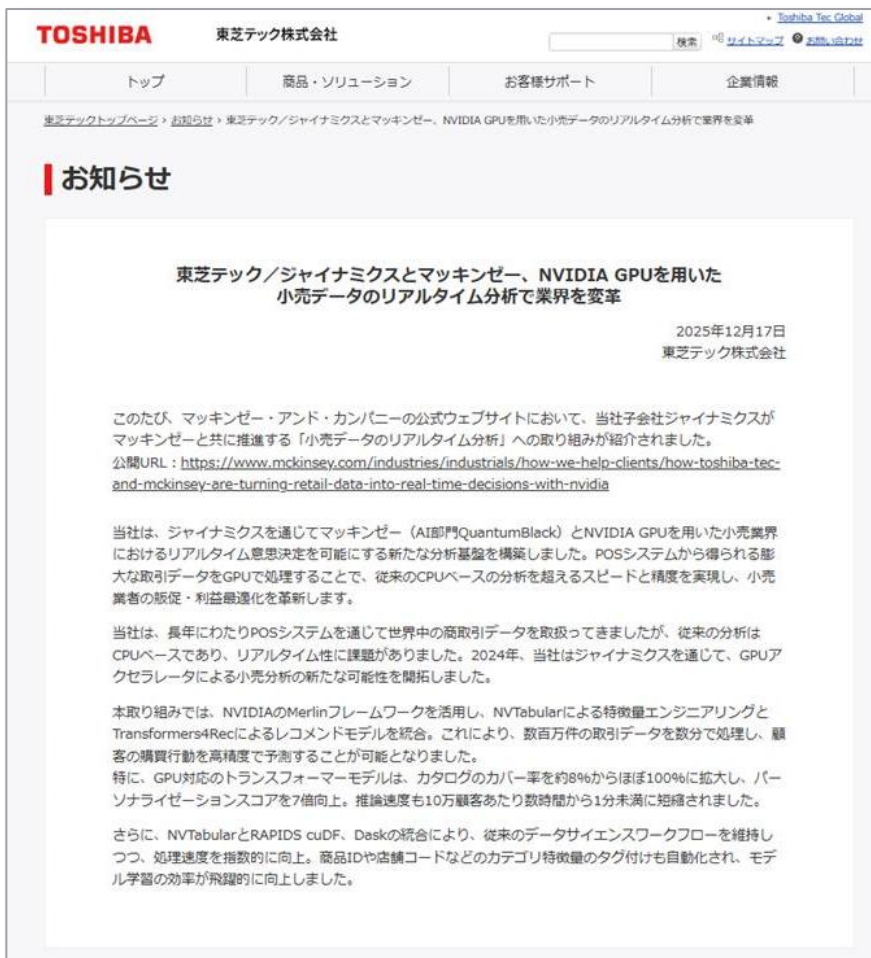 Toshiba Tec Global
TOSHIBA 東芝テック株式会社
検索 サイトマップ お問い合わせ
トップ 商品・ソリューション お客様サポート 企業情報
東芝テックトップページ › お知らせ › 東芝テック／ジャイナミクスとマッキンゼー、NVIDIA GPUを用いた小売データのリアルタイム分析で業界を変革
お知らせ
東芝テック／ジャイナミクスとマッキンゼー、NVIDIA GPUを用いた
小売データのリアルタイム分析で業界を変革
2025年12月17日
東芝テック株式会社
このたび、マッキンゼー・アンド・カンパニーの公式ウェブサイトにおいて、当社子会社ジャイナミクスが
マッキンゼーと共に推進する「小売データのリアルタイム分析」への取り組みが紹介されました。
公開URL：https://www.mckinsey.com/industries/industrials/how-we-help-clients/how-toshiba-tec-
and-mckinsey-are-turning-retail-data-into-real-time-decisions-with-nvidia
当社は、ジャイナミクスを通じてマッキンゼー（AI部門QuantumBlack）とNVIDIA GPUを用いた小売業界
におけるリアルタイム意思決定を可能にする新たな分析基盤を構築しました。POSシステムから得られる膨
大な取引データをGPUで処理することで、従来のCPUベースの分析を超えるスピードと精度を実現し、小売
業者の販促・利益最適化を革新します。
当社は、長年にわたりPOSシステムを通じて世界中の商取引データを取扱ってきましたが、従来の分析は
CPUベースであり、リアルタイム性に課題がありました。2024年、当社はジャイナミクスを通じて、GPUア
クセラレータによる小売分析の新たな可能性を開拓しました。
本取り組みでは、NVIDIAのMerlinフレームワークを活用し、NVTabularによる特徴量エンジニアリングと
Transformers4Recによるレコメンドモデルを統合。これにより、数百万件の取引データを数分で処理し、顧
客の購買行動を高精度で予測することが可能となりました。
特に、GPU対応のトランスフォーマーモデルは、カタログのカバー率を約8%からほぼ100%に拡大し、パー
ソナライゼーションスコアを7倍向上。推論速度も10万顧客あたり数時間から1分未満に短縮されました。
さらに、NVTabularとRAPIDS cuDF、Daskの統合により、従来のデータサイエンスワークフローを維持し
つつ、処理速度を指数的に向上。商品IDや店舗コードなどのカテゴリ特徴量のタグ付けも自動化され、モデ
ル学習の効率が飛躍的に向上しました。